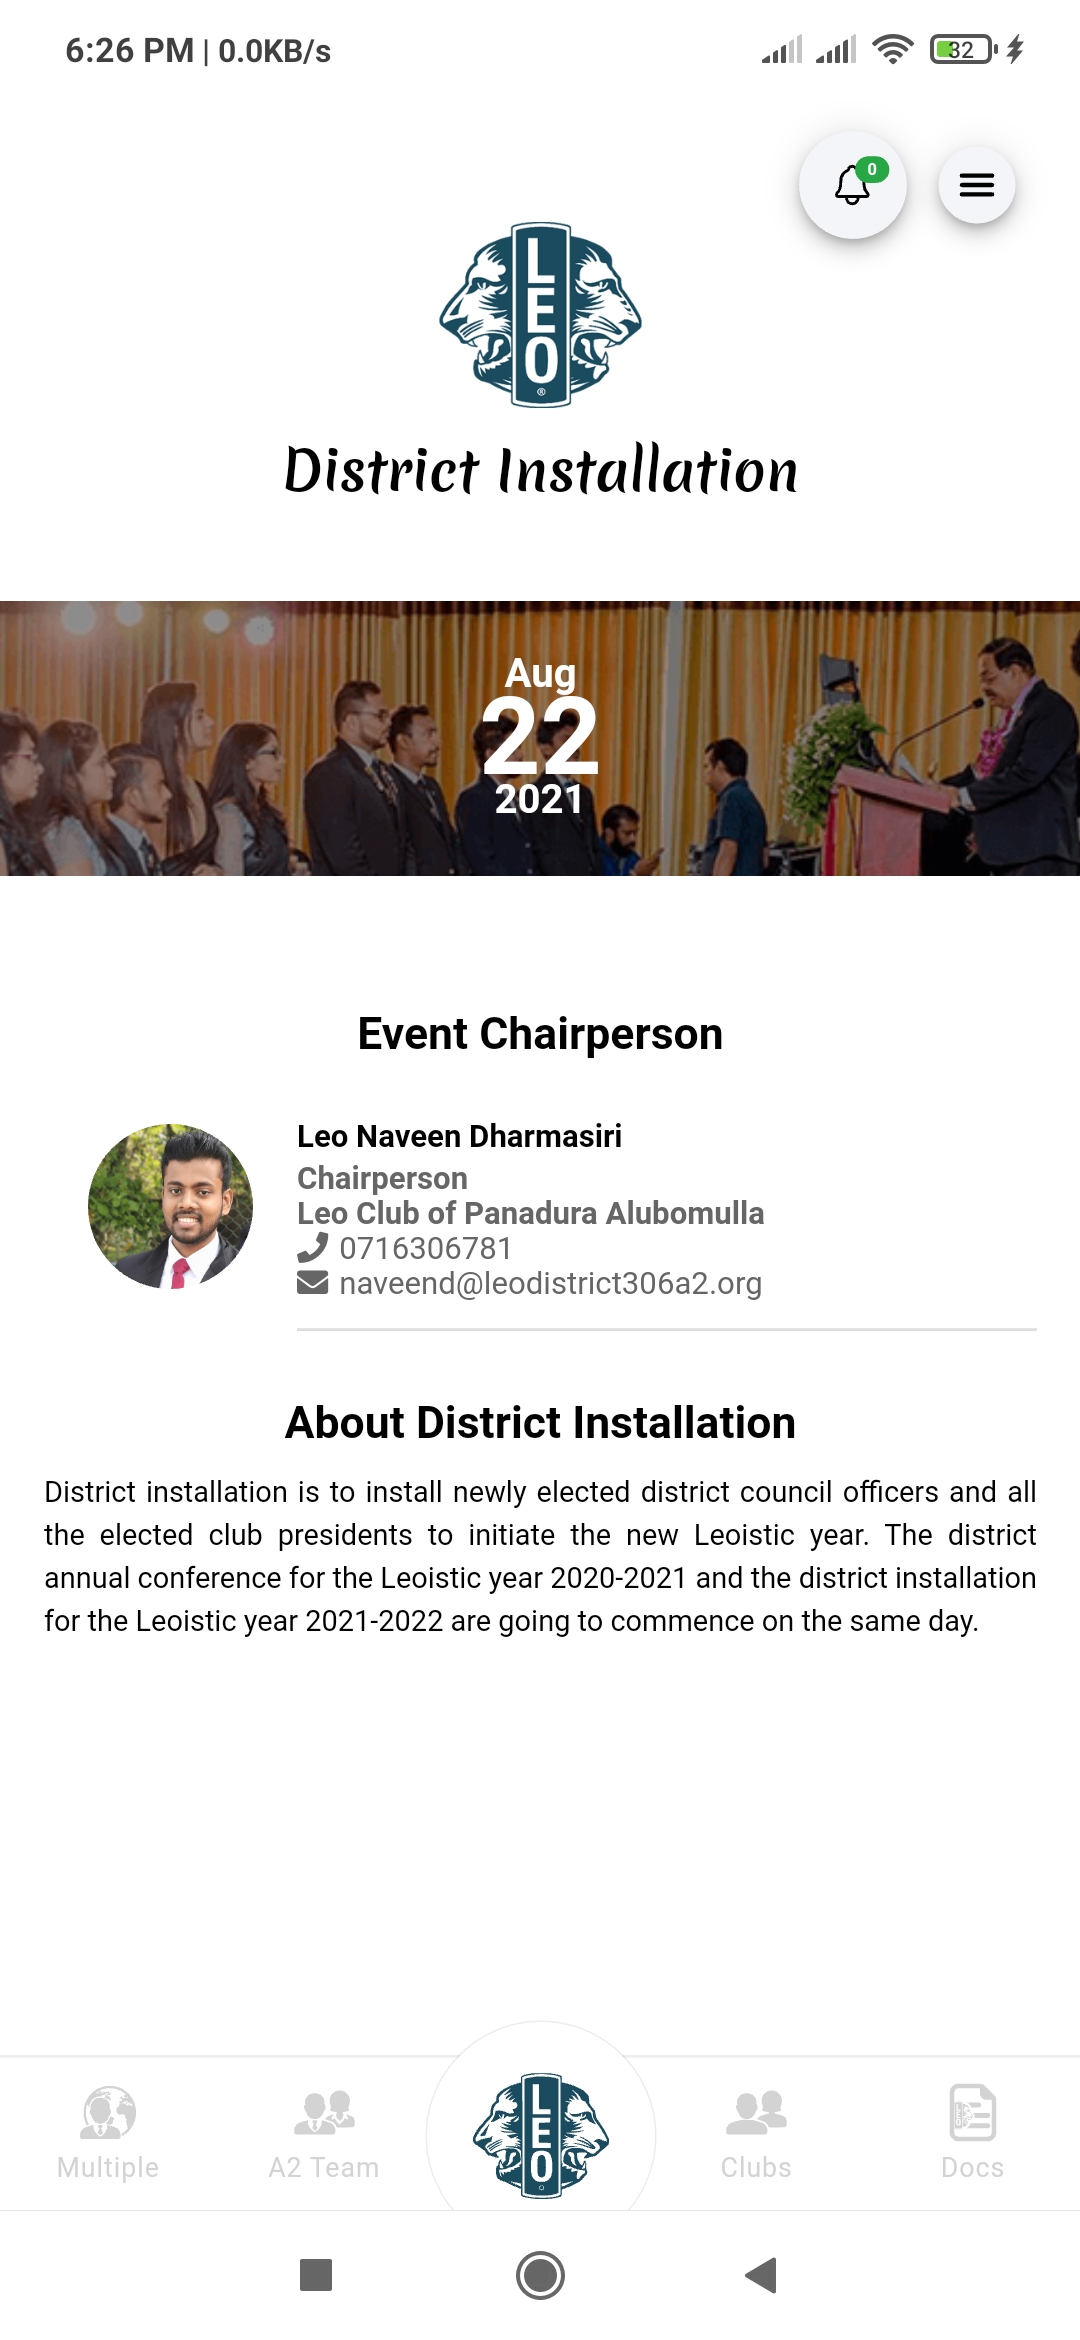 6:26 PM | 0.0KB/s
32
0
LEO
®
District Installation
Aug
22
2021
Event Chairperson
Leo Naveen Dharmasiri
Chairperson
Leo Club of Panadura Alubomulla
0716306781
naveend@leodistrict306a2.org
About District Installation
District installation is to install newly elected district council officers and all
the elected club presidents to initiate the new Leoistic year. The district
annual conference for the Leoistic year 2020-2021 and the district installation
for the Leoistic year 2021-2022 are going to commence on the same day.
LEO
Multiple
A2 Team
Clubs
Docs